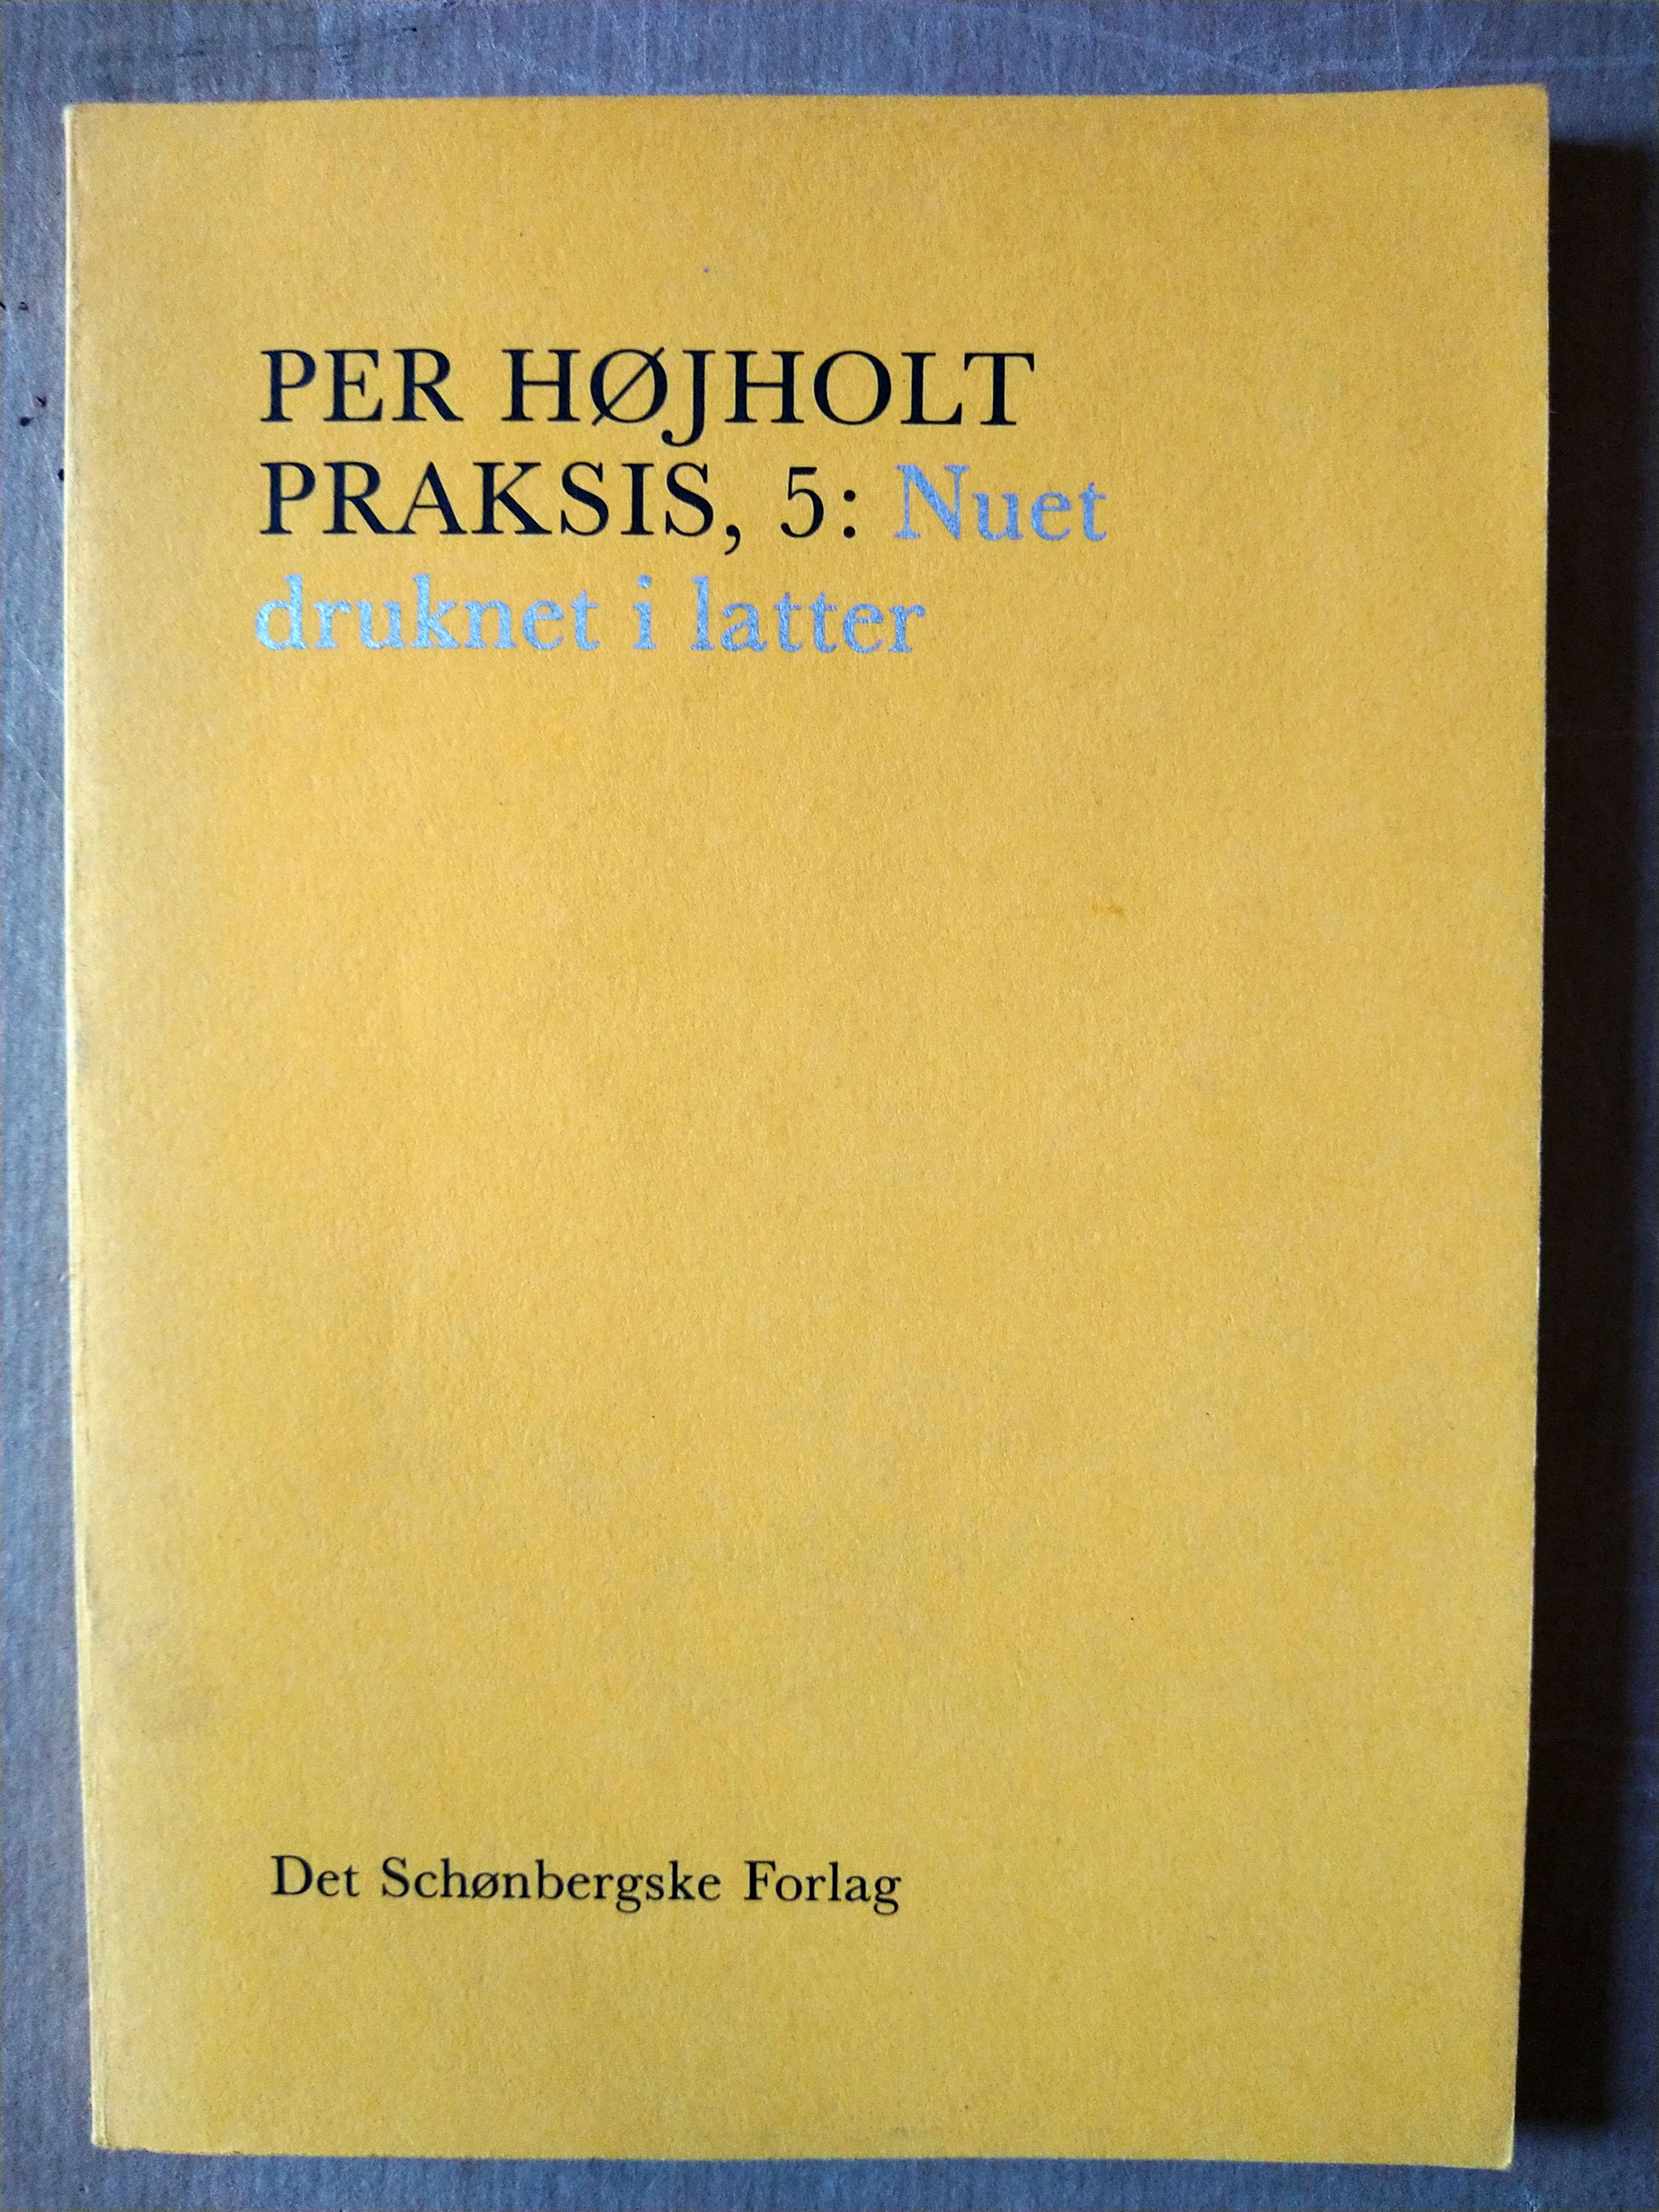 PER HØJHOLT
PRAKSIS, 5: Nuet
druknet i latter
Det Schønbergske Forlag